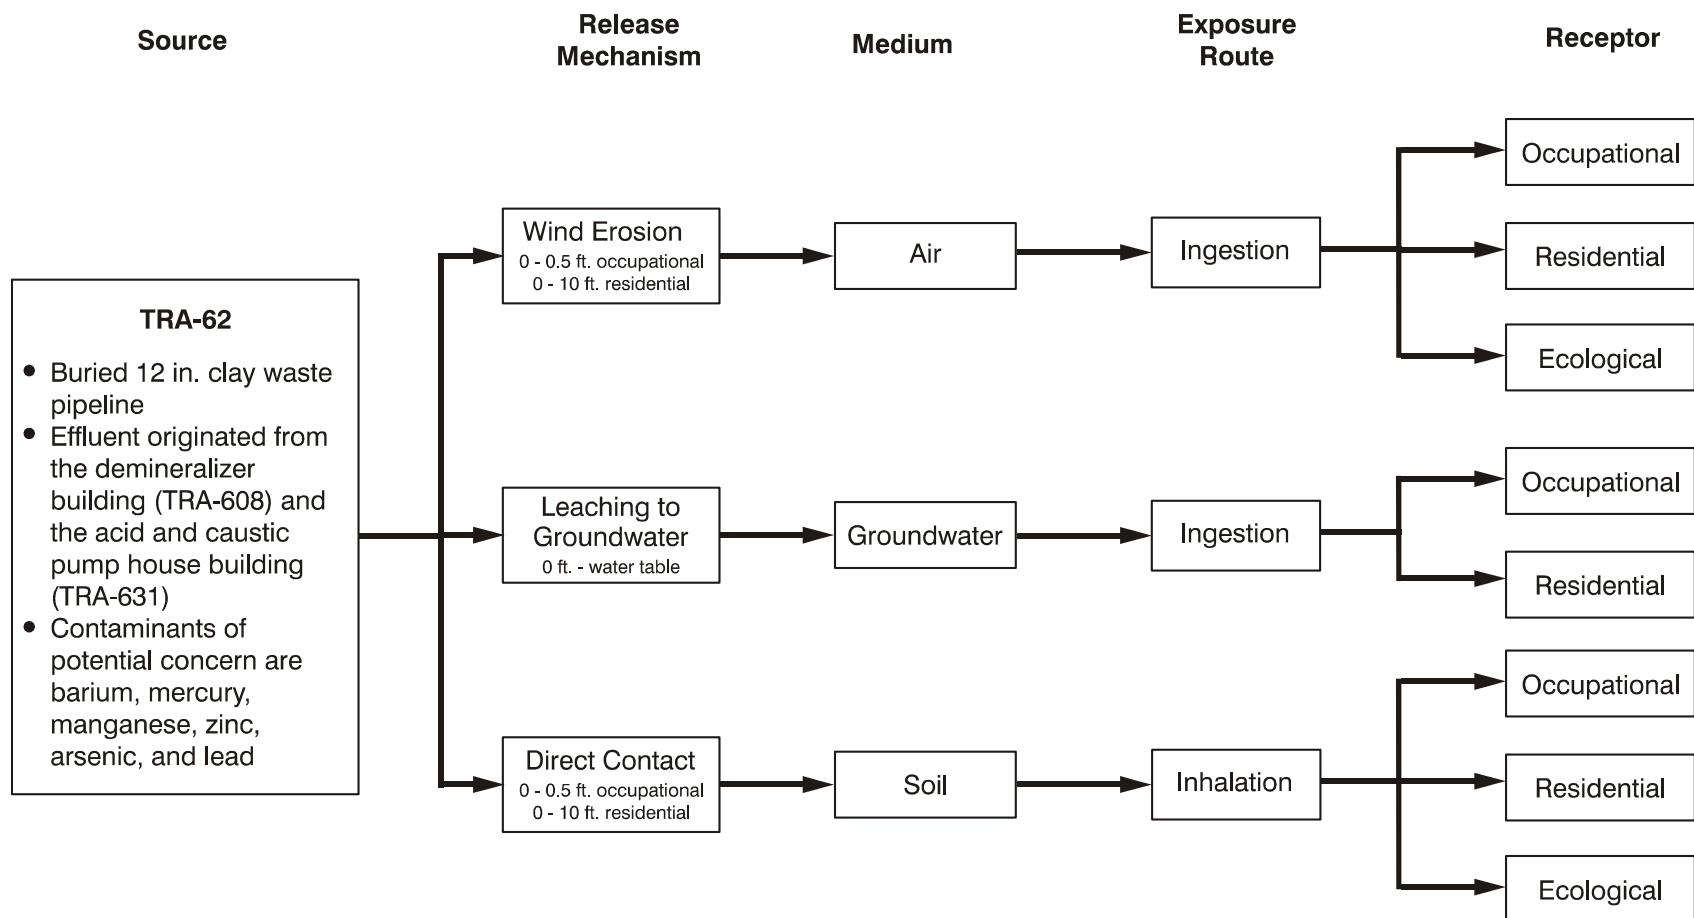 Source
Release
Mechanism
Medium
Exposure
Route
Receptor
TRA-62
• Buried 12 in. clay waste
pipeline
• Effluent originated from
the demineralizer
building (TRA-608) and
the acid and caustic
pump house building
(TRA-631)
• Contaminants of
potential concern are
barium, mercury,
manganese, zinc,
arsenic, and lead
Wind Erosion
0 - 0.5 ft. occupational
0 - 10 ft. residential
Air
Ingestion
Occupational
Residential
Ecological
Leaching to
Groundwater
0 ft. - water table
Groundwater
Ingestion
Occupational
Residential
Direct Contact
0 - 0.5 ft. occupational
0 - 10 ft. residential
Soil
Inhalation
Occupational
Residential
Ecological